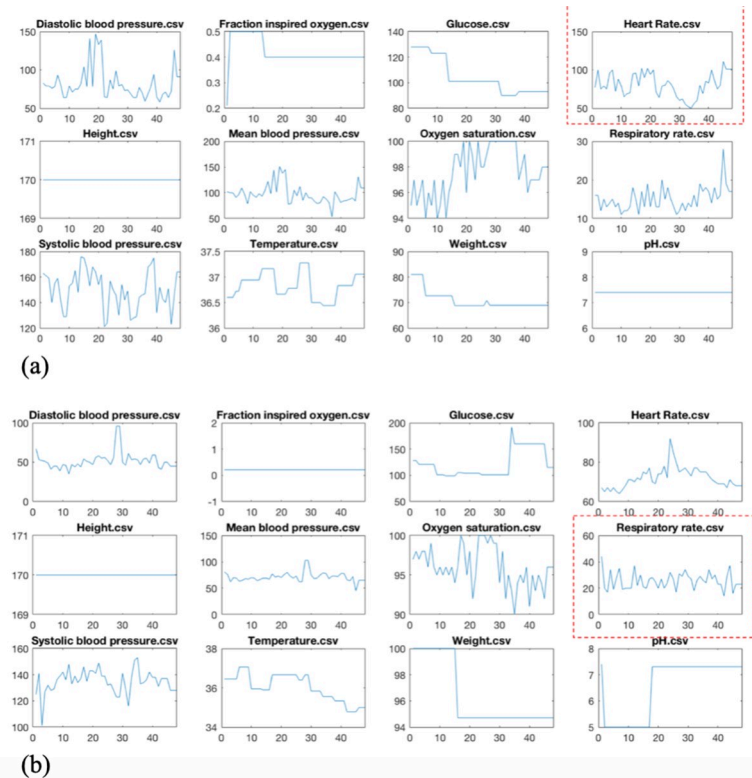 Diastolic blood pressure.csv Fraction inspired oxygen.csv Glucose.csv Heart Rate.csv
150 0.5 140 150
0.4 120
100 100
0.3 100
50 0.2 80 50
0 10 20 30 40 0 10 20 30 40 0 10 20 30 40 0 10 20 30 40
Height.csv Mean blood pressure.csv Oxygen saturation.csv Respiratory rate.csv
171 200 100 30
150 98
170 20
100 96
169 50 94 10
0 10 20 30 40 0 10 20 30 40 0 10 20 30 40 0 10 20 30 40
Systolic blood pressure.csv Temperature.csv Weight.csv pH.csv
180 37.5 90 9
160 37 80 8
140 36.5 70 7
120 36 60 6
0 10 20 30 40 0 10 20 30 40 0 10 20 30 40 0 10 20 30 40
(a)
Diastolic blood pressure.csv Fraction inspired oxygen.csv Glucose.csv Heart Rate.csv
100 2 200 100
1 150
50 80
0 100
0 -1 50 60
0 10 20 30 40 0 10 20 30 40 0 10 20 30 40 0 10 20 30 40
Height.csv Mean blood pressure.csv Oxygen saturation.csv Respiratory rate.csv
171 150 100 60
100 40
170 95
50 20
169 0 90 0
0 10 20 30 40 0 10 20 30 40 0 10 20 30 40 0 10 20 30 40
Systolic blood pressure.csv Temperature.csv Weight.csv pH.csv
160 38 100 8
140 98 7
36
120 96 6
100 34 94 5
0 10 20 30 40 0 10 20 30 40 0 10 20 30 40 0 10 20 30 40
(b)